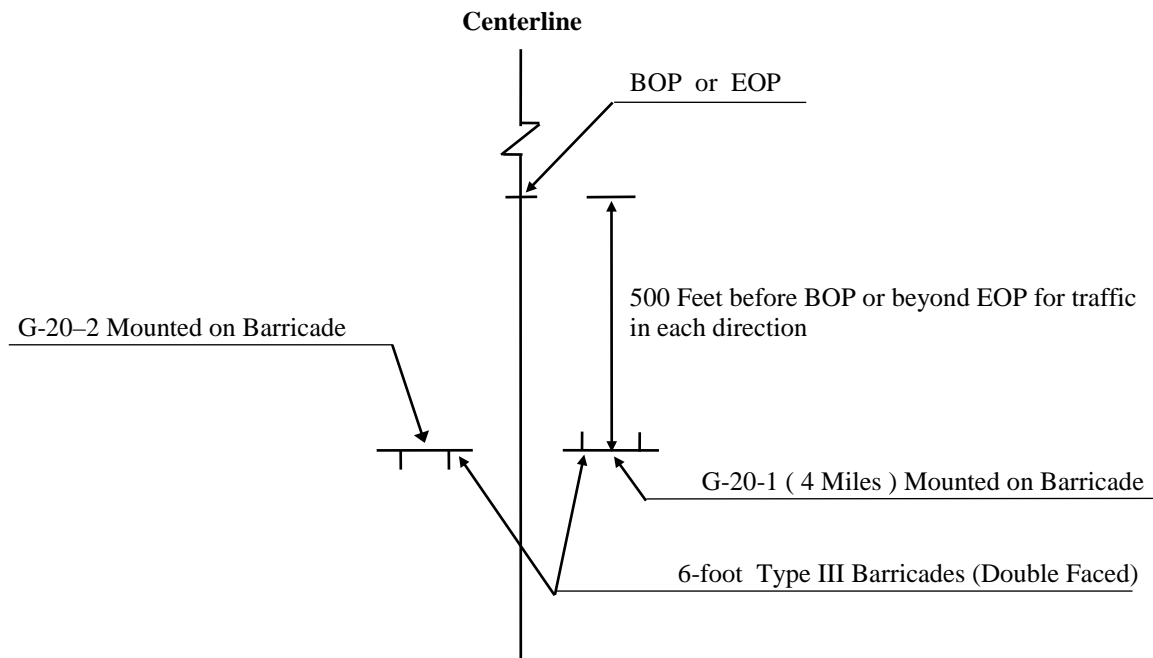 Centerline
BOP or EOP
500 Feet before BOP or beyond EOP for traffic
in each direction
G-20–2 Mounted on Barricade
G-20-1 ( 4 Miles ) Mounted on Barricade
6-foot Type III Barricades (Double Faced)